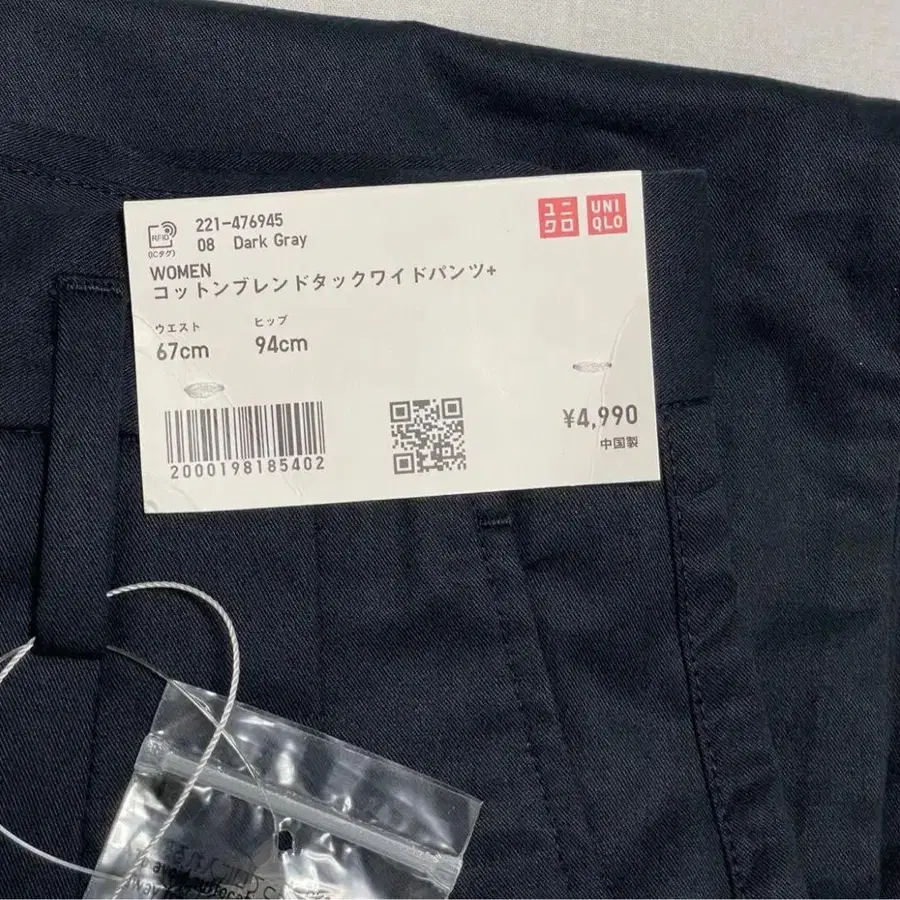 221-476945
08 Dark Gray
RFID
(ICタグ)
ユニクロ
UNIQLO
WOMEN
コットンブレンドタックワイドパンツ+
ウエスト ヒップ
67cm 94cm
¥4,990
中国製
2000198185402
to avoid